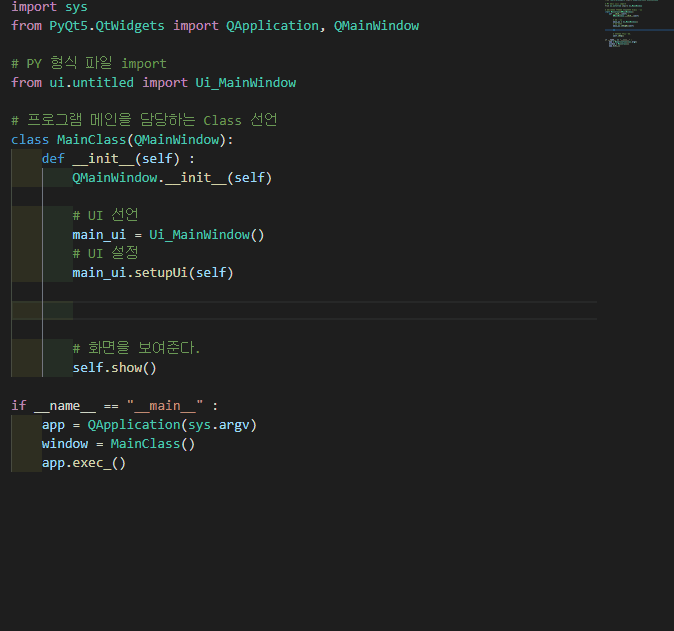 import sys
from PyQt5.QtWidgets import QApplication, QMainWindow
# PY 형식 파일 import
from ui.untitled import Ui_MainWindow
# 프로그램 메인을 담당하는 Class 선언
class MainClass(QMainWindow):
def __init__(self) :
QMainWindow.__init__(self)
# UI 선언
main_ui = Ui_MainWindow()
# UI 설정
main_ui.setupUi(self)
# 화면을 보여준다.
self.show()
if __name__ == "__main__" :
app = QApplication(sys.argv)
window = MainClass()
app.exec_()